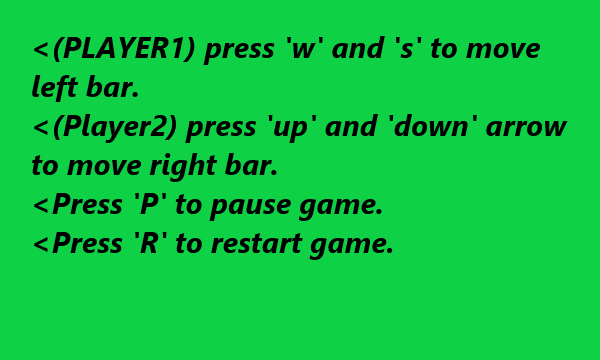 <(PLAYER1) press 'w' and 's' to move
left bar.
<(Player2) press 'up' and 'down' arrow
to move right bar.
<Press 'P' to pause game.
<Press 'R' to restart game.